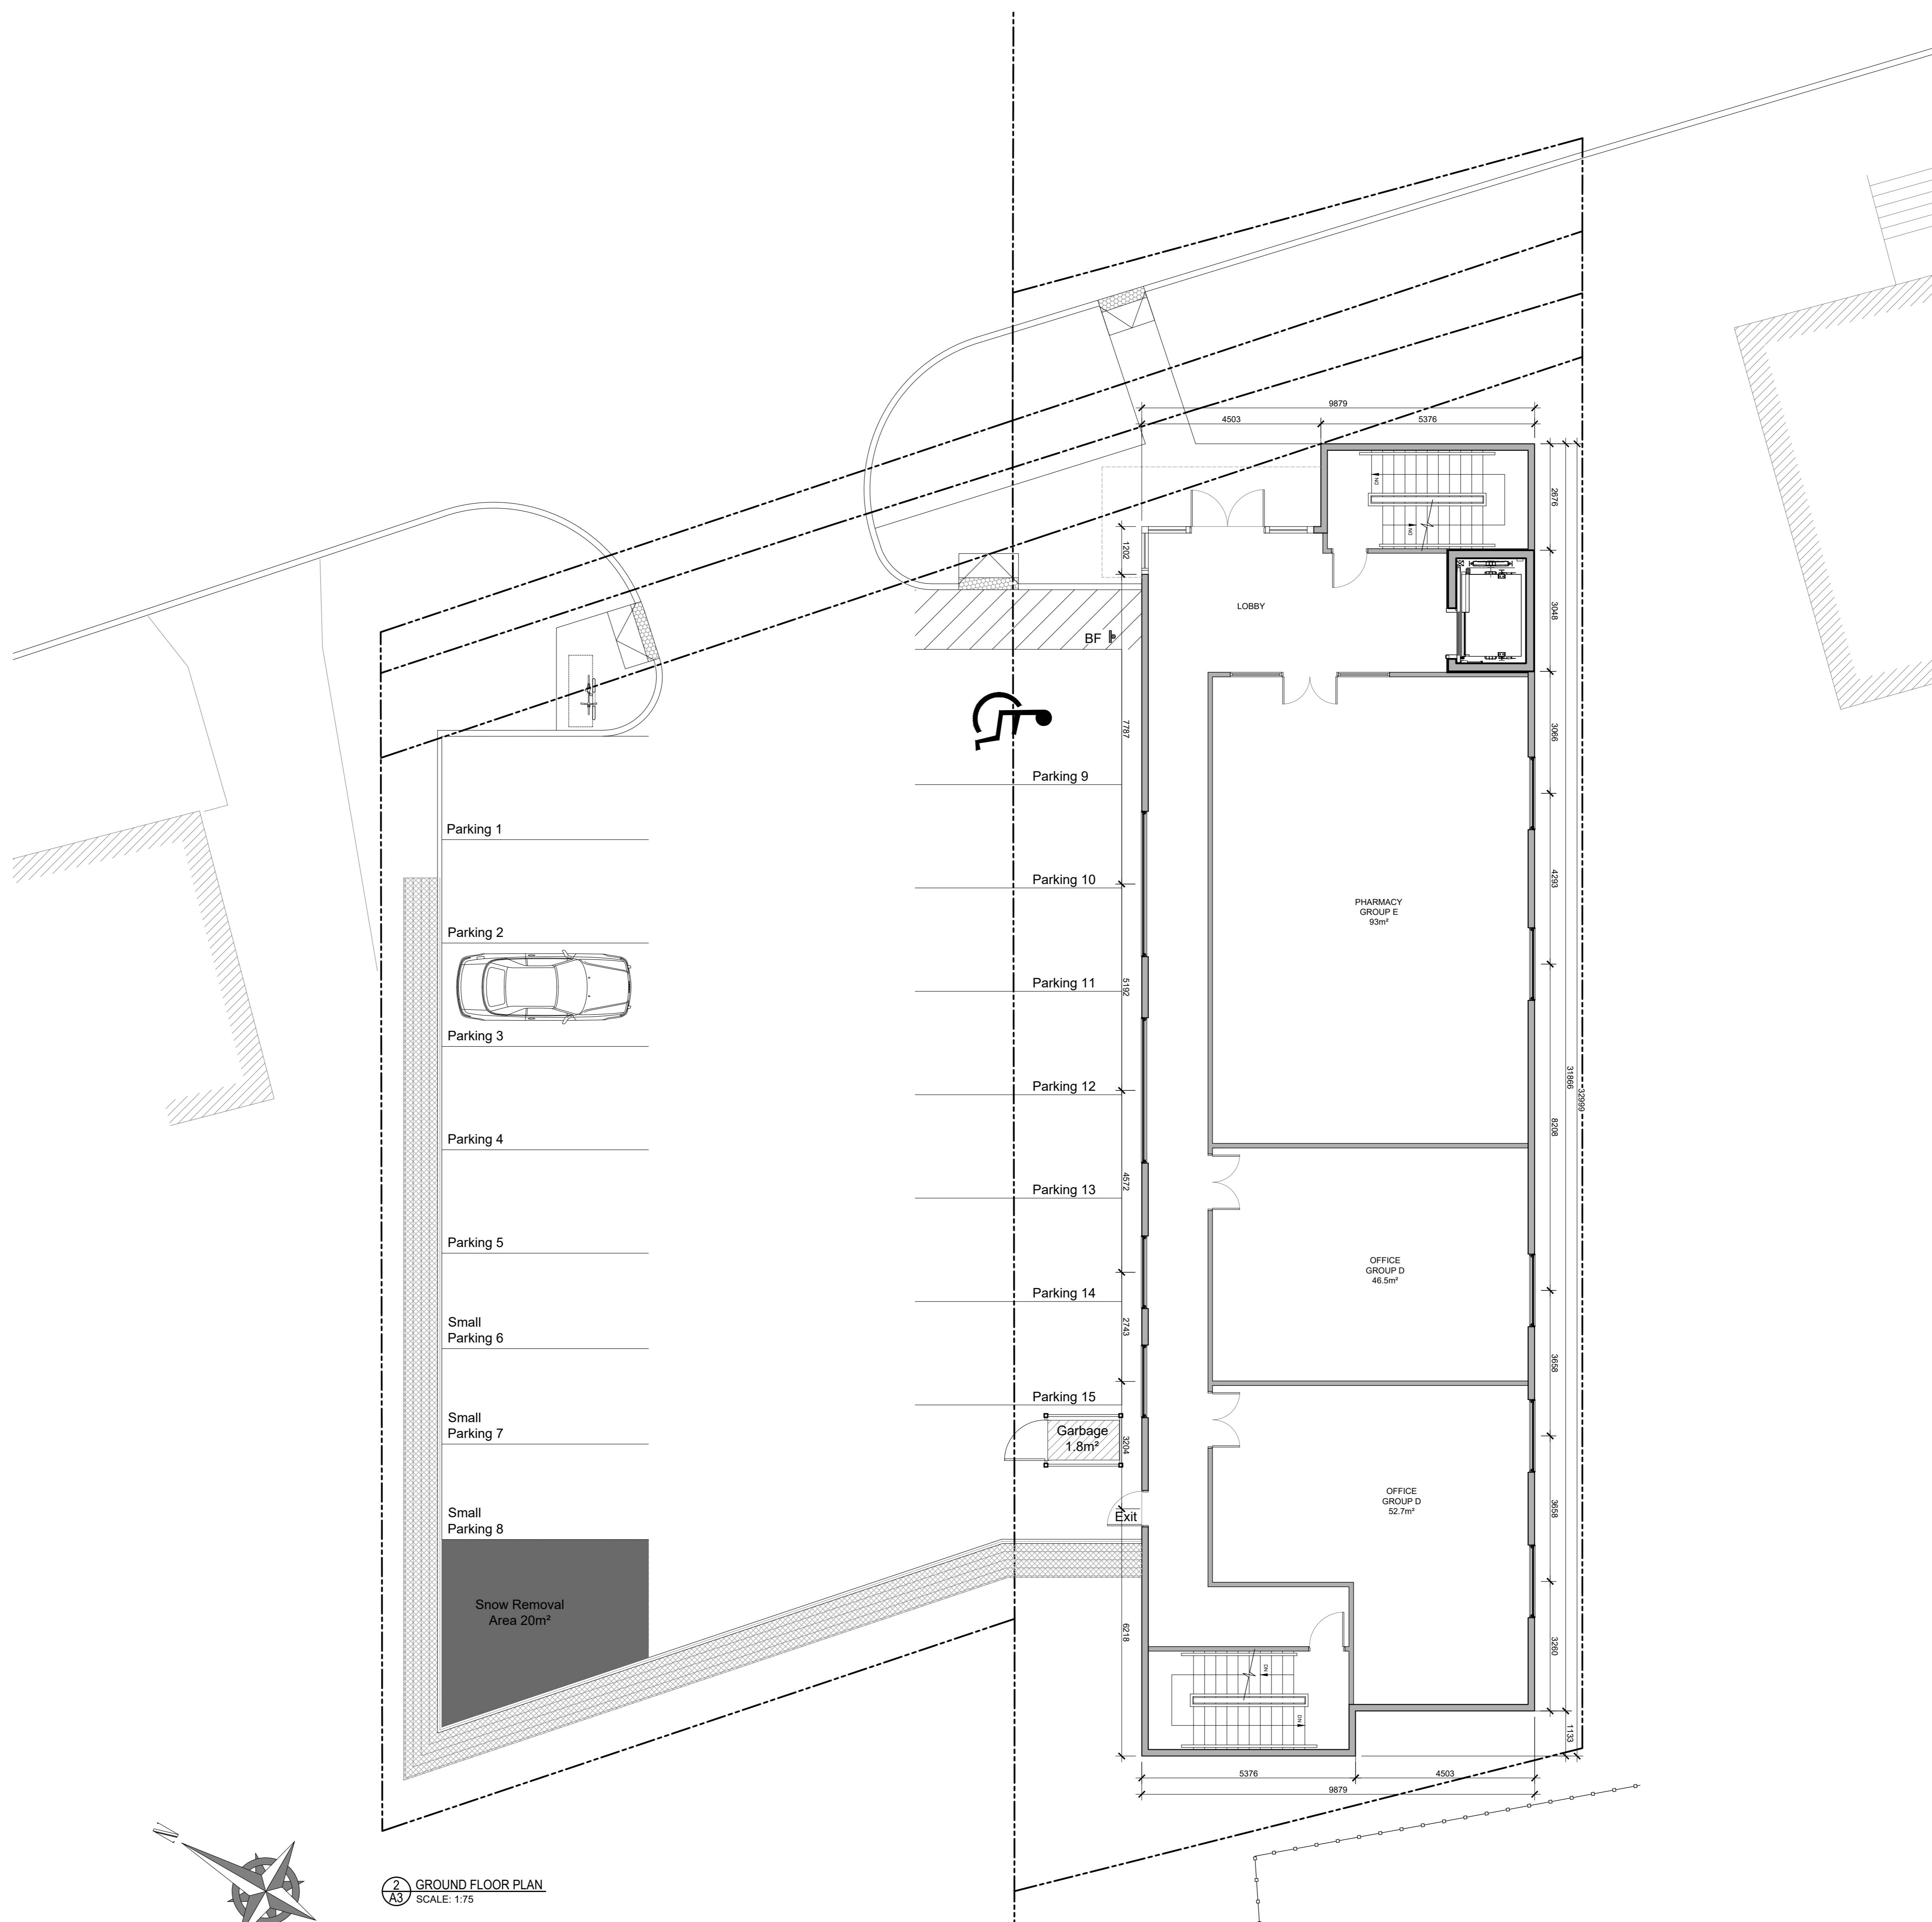 9879
4503
5376
2676
DN
DN
1202
3048
LOBBY
BF
7787
3066
Parking 9
Parking 1
4293
Parking 10
PHARMACY
GROUP E
93m²
Parking 2
Parking 11
5192
Parking 3
31866
32999
Parking 12
8208
Parking 4
4572
Parking 13
Parking 5
OFFICE
GROUP D
46.5m²
Parking 14
Small
Parking 6
2743
3658
Parking 15
Small
Parking 7
Garbage
1.8m²
3204
OFFICE
GROUP D
52.7m²
3658
Small
Parking 8
Exit
Snow Removal
Area 20m²
6218
3260
DN
DN
1133
5376
4503
9879
N
2
A3
GROUND FLOOR PLAN
SCALE: 1:75